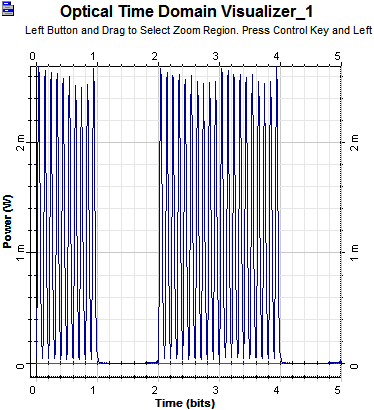 Optical Time Domain Visualizer_1
Left Button and Drag to Select Zoom Region. Press Control Key and Left
0 1 2 3 4 5
2 m 2 m
Power (W)
1 m 1 m
0 0
0 1 2 3 4 5
Time (bits)